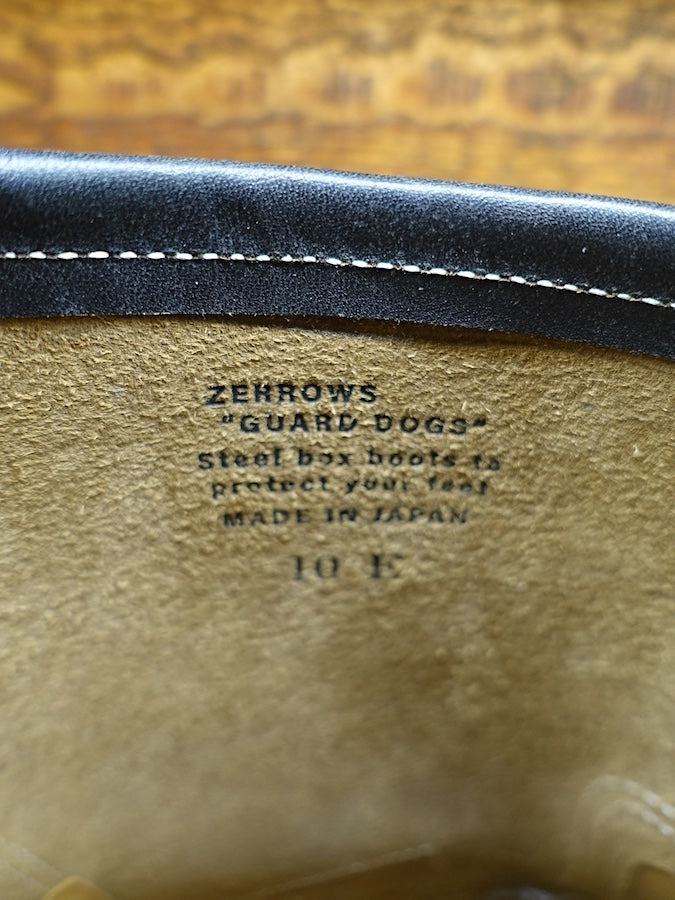 ZEHROWS
"GUARD DOGS"
Steel box boots to
protect your feet
MADE IN JAPAN
10 E